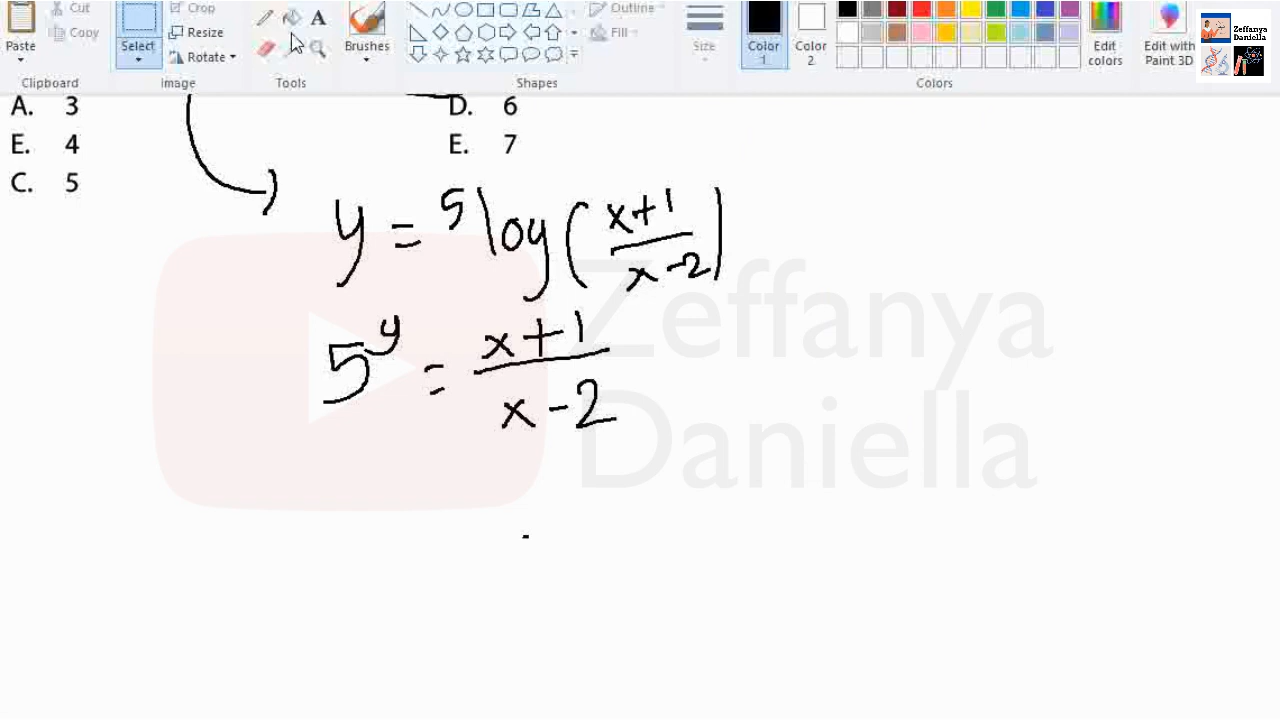 Cut
Crop
Outline
Paste
Copy
Select
Resize
A
Brushes
Fill
Size
Color 1
Color 2
Edit colors
Edit with Paint 3D
Zeffanya Daniella
Rotate
Clipboard
Image
Tools
Shapes
Colors
A. 3
D. 6
E. 4
E. 7
C. 5
y = ⁵log(x+1/x-2)
5^y = x+1/x-2
Zeffanya
Daniella